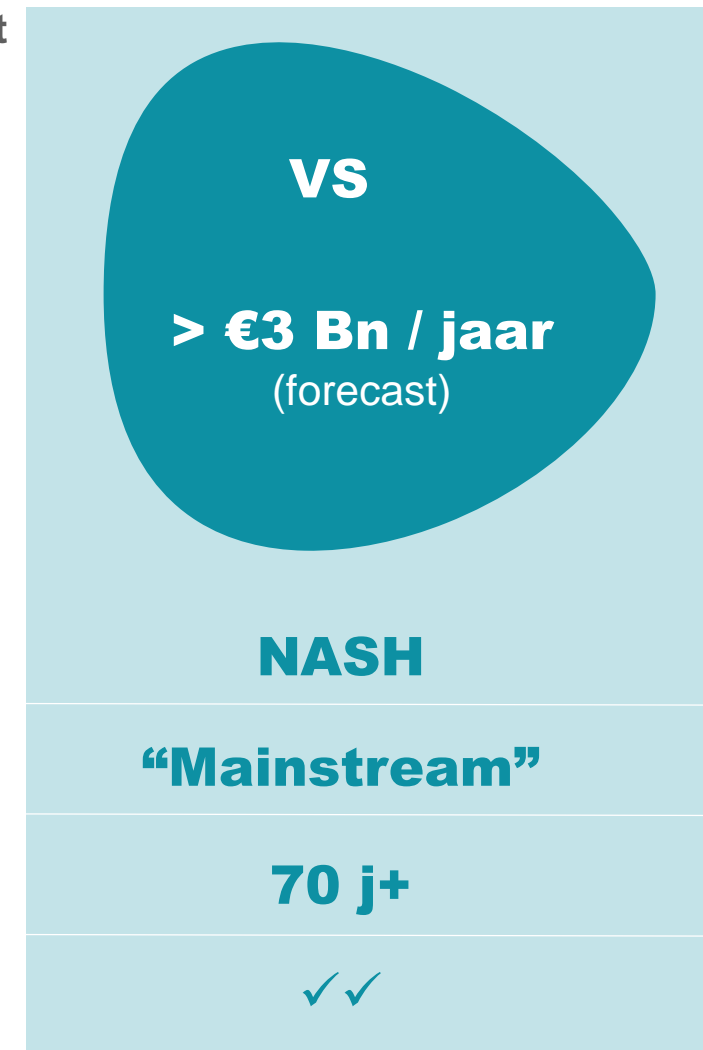 t
VS
> €3 Bn / jaar
(forecast)
NASH
“Mainstream”
70 j+
✓✓